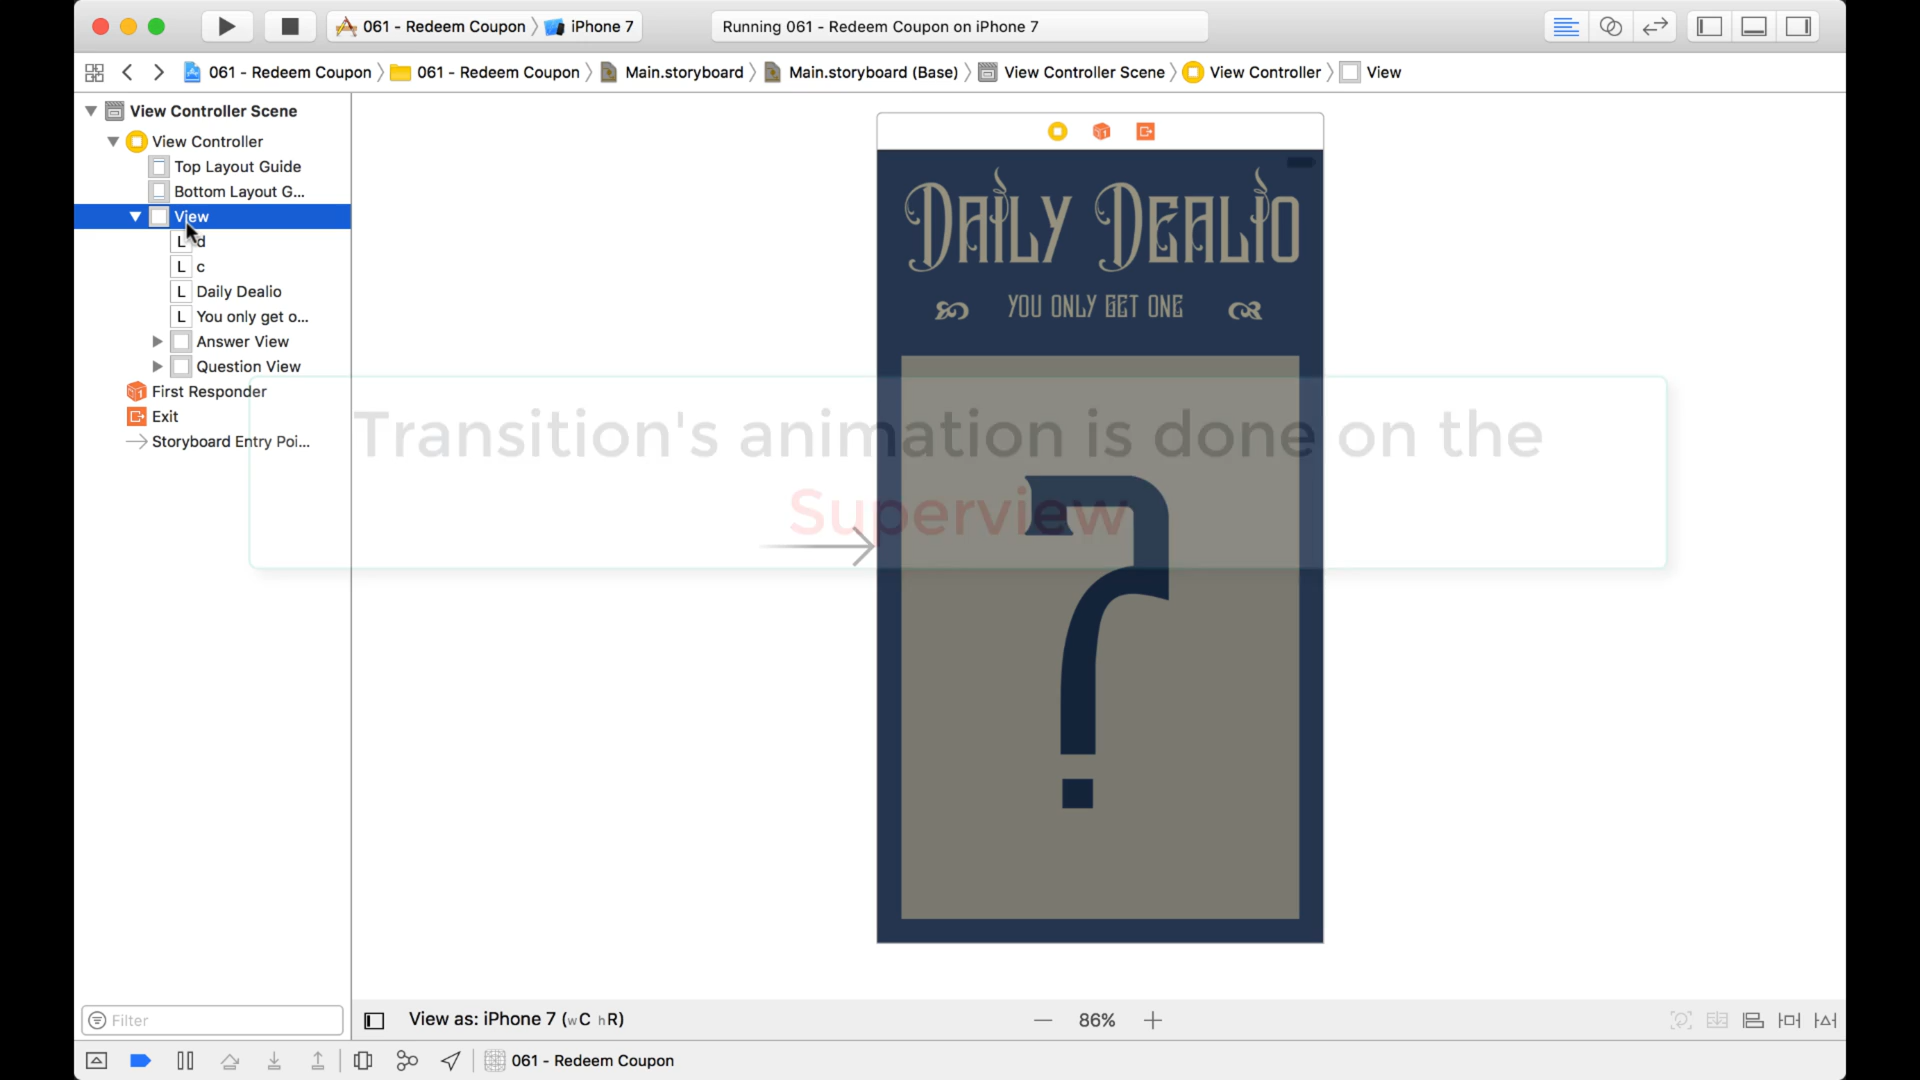 061 - Redeem Coupon
iPhone 7
Running 061 - Redeem Coupon on iPhone 7
061 - Redeem Coupon
061 - Redeem Coupon
Main.storyboard
Main.storyboard (Base)
View Controller Scene
View Controller
View
View Controller Scene
View Controller
Top Layout Guide
Bottom Layout G...
View
L d
L c
L Daily Dealio
L You only get o...
Answer View
Question View
First Responder
Exit
Storyboard Entry Poi...
Daily Dealio
YOU ONLY GET ONE
Transition's animation is done on the
Superview
?
Filter
View as: iPhone 7 (wC hR)
86%
061 - Redeem Coupon